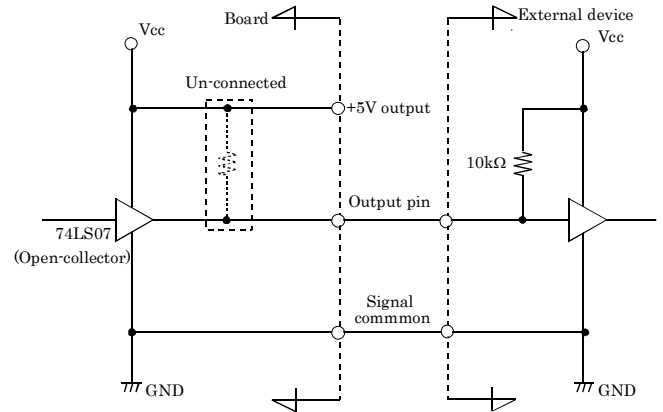 Board
External device
Vcc
Vcc
Un-connected
+5V output
10kΩ
Output pin
74LS07
(Open-collector)
Signal
commmon
GND
GND